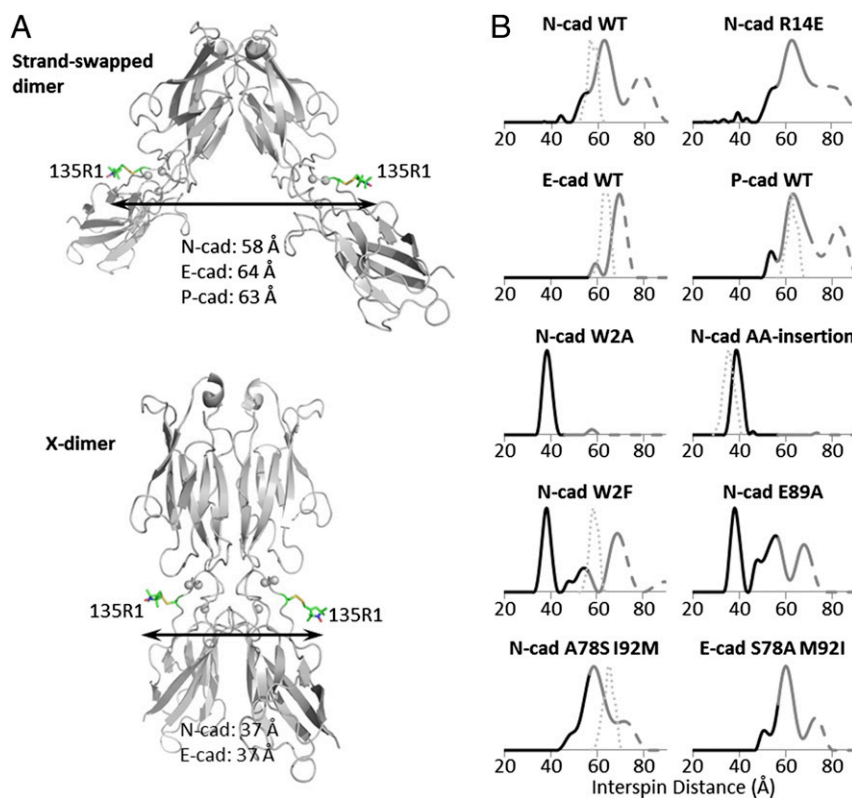 A
Strand-swapped
dimer
135R1
135R1
N-cad: 58 Å
E-cad: 64 Å
P-cad: 63 Å
X-dimer
135R1
135R1
N-cad: 37 Å
E-cad: 37 Å
B
N-cad WT
N-cad R14E
20 40 60 80
20 40 60 80
E-cad WT
P-cad WT
20 40 60 80
20 40 60 80
N-cad W2A
N-cad AA-insertion
20 40 60 80
20 40 60 80
N-cad W2F
N-cad E89A
20 40 60 80
20 40 60 80
N-cad A78S I92M
E-cad S78A M92I
20 40 60 80
20 40 60 80
Interspin Distance (Å)